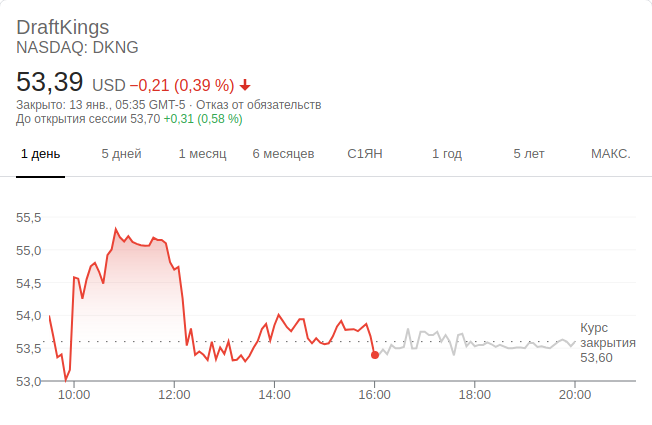 DraftKings
NASDAQ: DKNG
53,39 USD −0,21 (0,39 %)
Закрыто: 13 янв., 05:35 GMT-5 · Отказ от обязательств
До открытия сессии 53,70 +0,31 (0,58 %)
1 день 5 дней 1 месяц 6 месяцев С1ЯН 1 год 5 лет МАКС.
55,5
55,0
54,5
54,0
53,5
53,0
Курс
закрытия
53,60
10:00 12:00 14:00 16:00 18:00 20:00